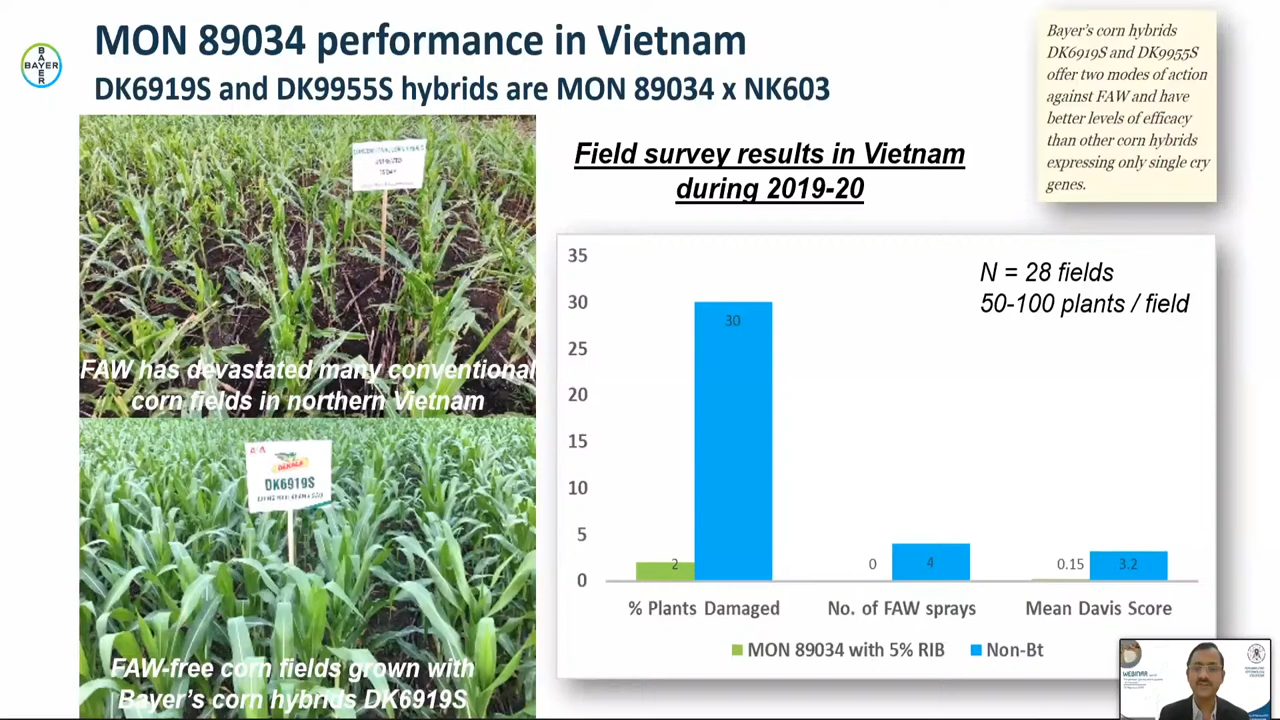 BAYER
BAYER
MON 89034 performance in Vietnam
DK6919S and DK9955S hybrids are MON 89034 x NK603
Bayer's corn hybrids
DK6919S and DK9955S
offer two modes of action
against FAW and have
better levels of efficacy
than other corn hybrids
expressing only single cry
genes.
FAW has devastated many conventional
corn fields in northern Vietnam
DEKALB
DK6919S
FAW-free corn fields grown with
Bayer's corn hybrids DK6919S
Field survey results in Vietnam
during 2019-20
N = 28 fields
50-100 plants / field
35
30
25
20
15
10
5
0
2
30
0
4
0.15
3.2
% Plants Damaged
No. of FAW sprays
Mean Davis Score
MON 89034 with 5% RIB
Non-Bt
WEBINAR